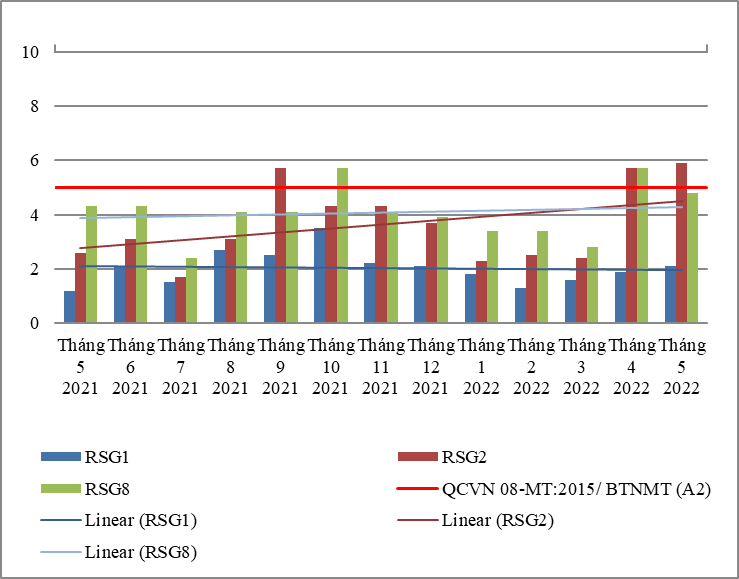 10
8
6
4
2
0
Tháng Tháng Tháng Tháng Tháng Tháng Tháng Tháng Tháng Tháng Tháng Tháng Tháng
5 6 7 8 9 10 11 12 1 2 3 4 5
2021 2021 2021 2021 2021 2021 2021 2021 2022 2022 2022 2022 2022
RSG1 RSG2
RSG8 QCVN 08-MT:2015/ BTNMT (A2)
Linear (RSG1) Linear (RSG2)
Linear (RSG8)